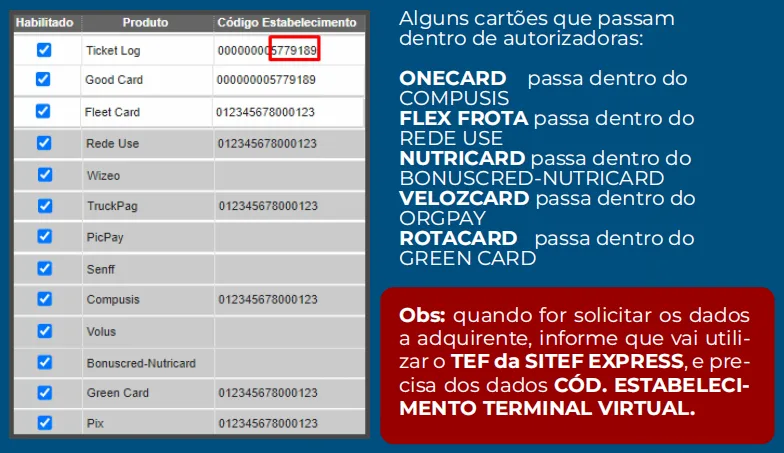 Habilitado Produto Código Estabelecimento
Ticket Log 000000005779189
Good Card 000000005779189
Fleet Card 012345678000123
Rede Use 012345678000123
Wizeo
TruckPag 012345678000123
PicPay
Senff
Compusis 012345678000123
Volus
Bonuscred-Nutricard
Green Card 012345678000123
Pix 012345678000123
Alguns cartões que passam
dentro de autorizadoras:
ONECARD passa dentro do
COMPUSIS
FLEX FROTA passa dentro do
REDE USE
NUTRICARD passa dentro do
BONUSCRED-NUTRICARD
VELOZCARD passa dentro do
ORGPAY
ROTACARD passa dentro do
GREEN CARD
Obs: quando for solicitar os dados
a adquirente, informe que vai utili-
zar o TEF da SITEF EXPRESS, e pre-
cisa dos dados CÓD. ESTABELECI-
MENTO TERMINAL VIRTUAL.